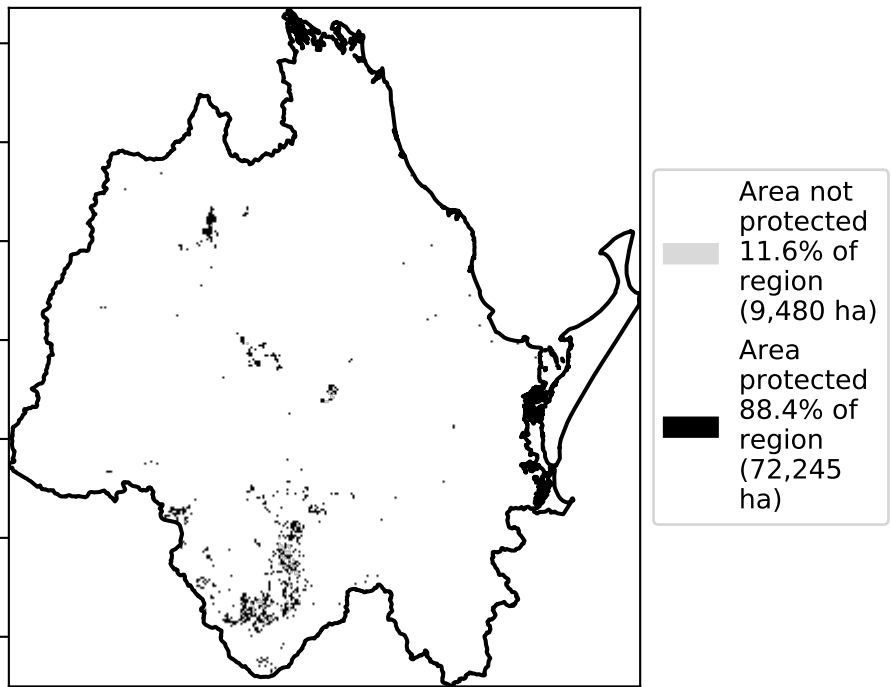 Area not
protected
11.6% of
region
(9,480 ha)
Area
protected
88.4% of
region
(72,245
ha)